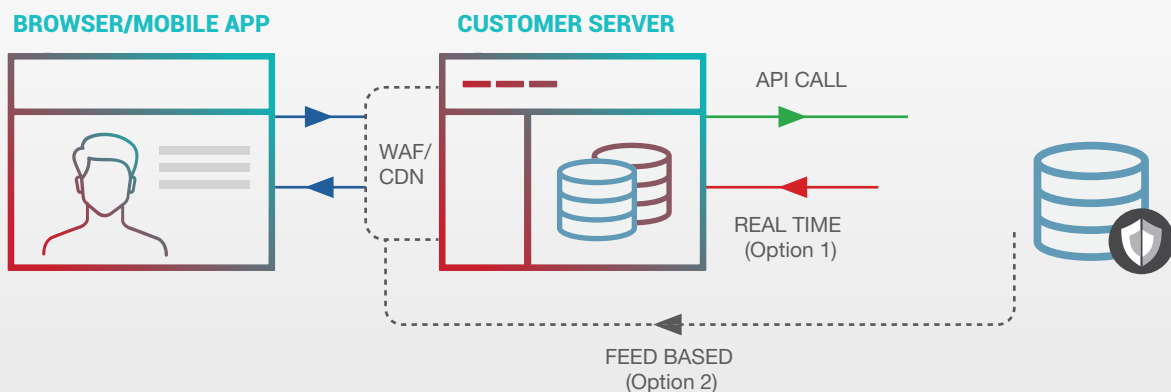 BROWSER/MOBILE APP
CUSTOMER SERVER
API CALL
WAF/
CDN
REAL TIME
(Option 1)
FEED BASED
(Option 2)